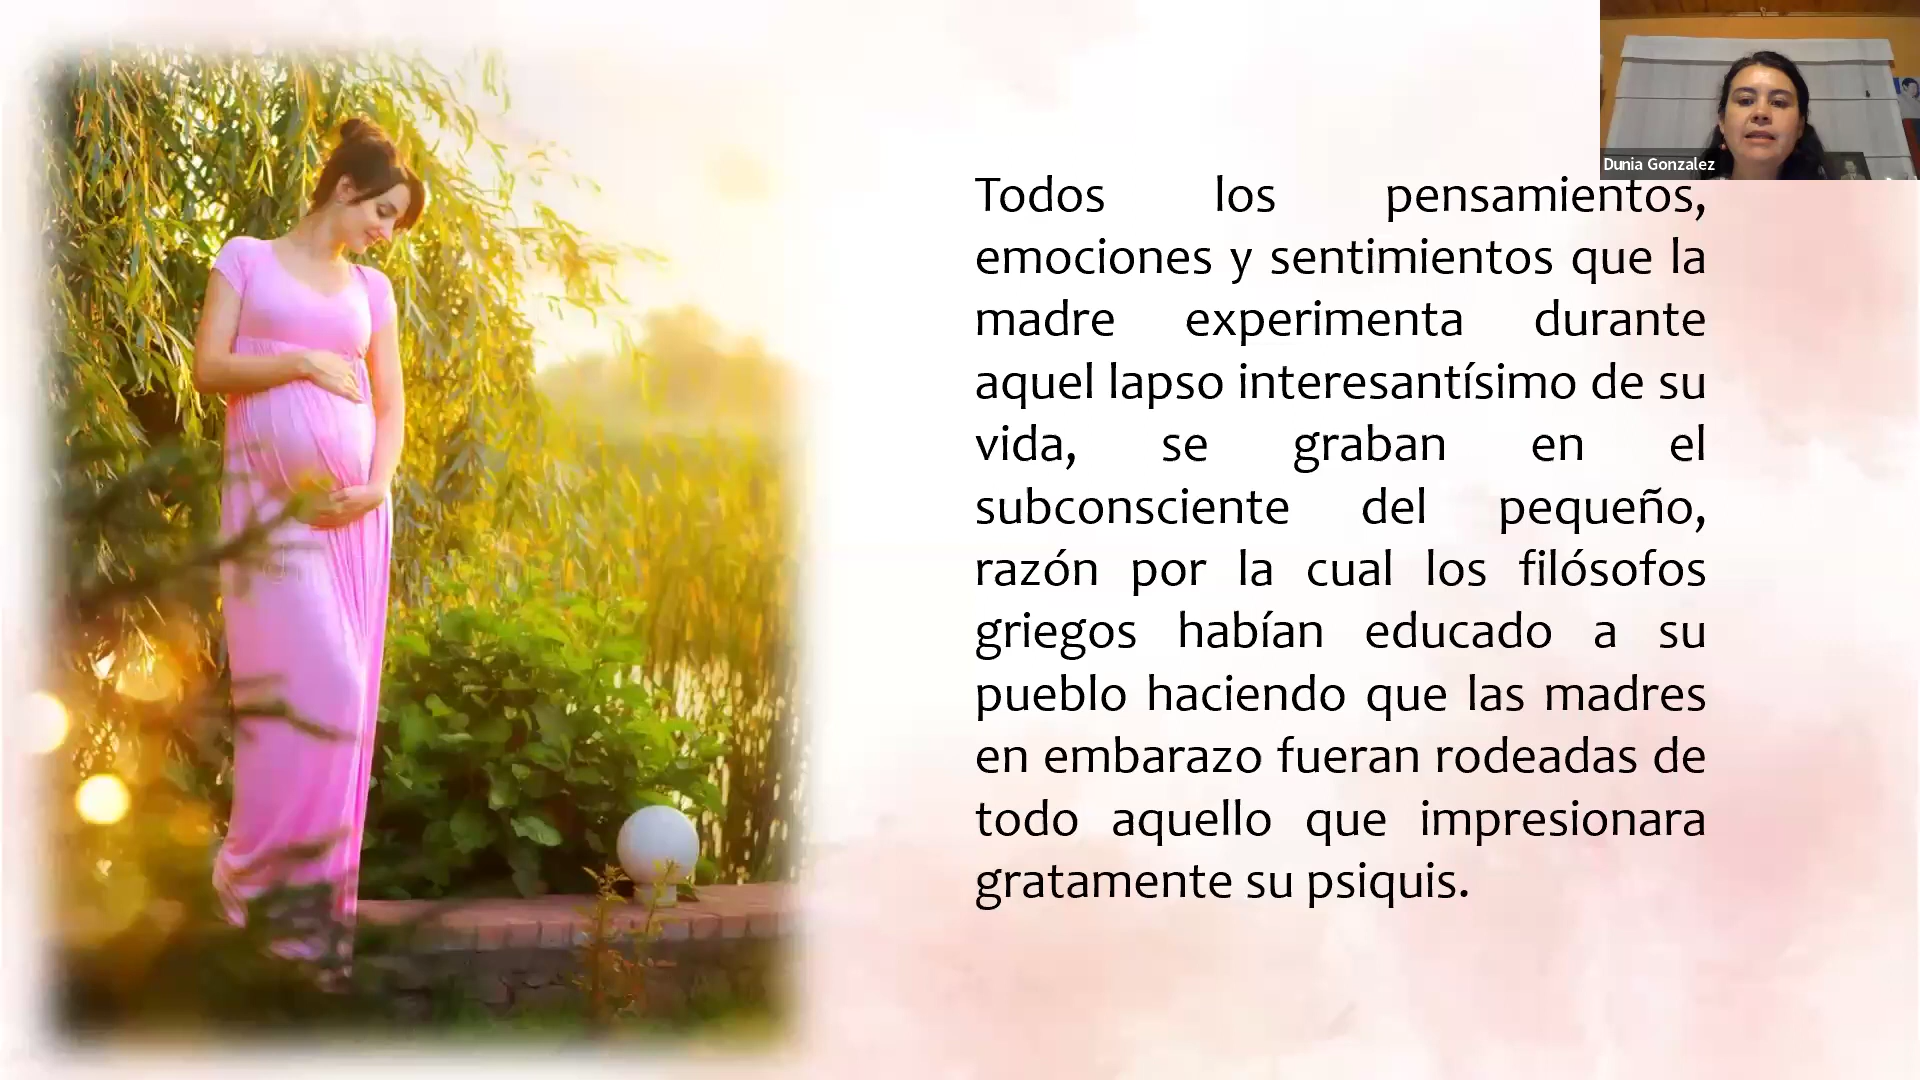 Dunia Gonzalez
Todos los pensamientos,
emociones y sentimientos que la
madre experimenta durante
aquel lapso interesantísimo de su
vida, se graban en el
subconsciente del pequeño,
razón por la cual los filósofos
griegos habían educado a su
pueblo haciendo que las madres
en embarazo fueran rodeadas de
todo aquello que impresionara
gratamente su psiquis.